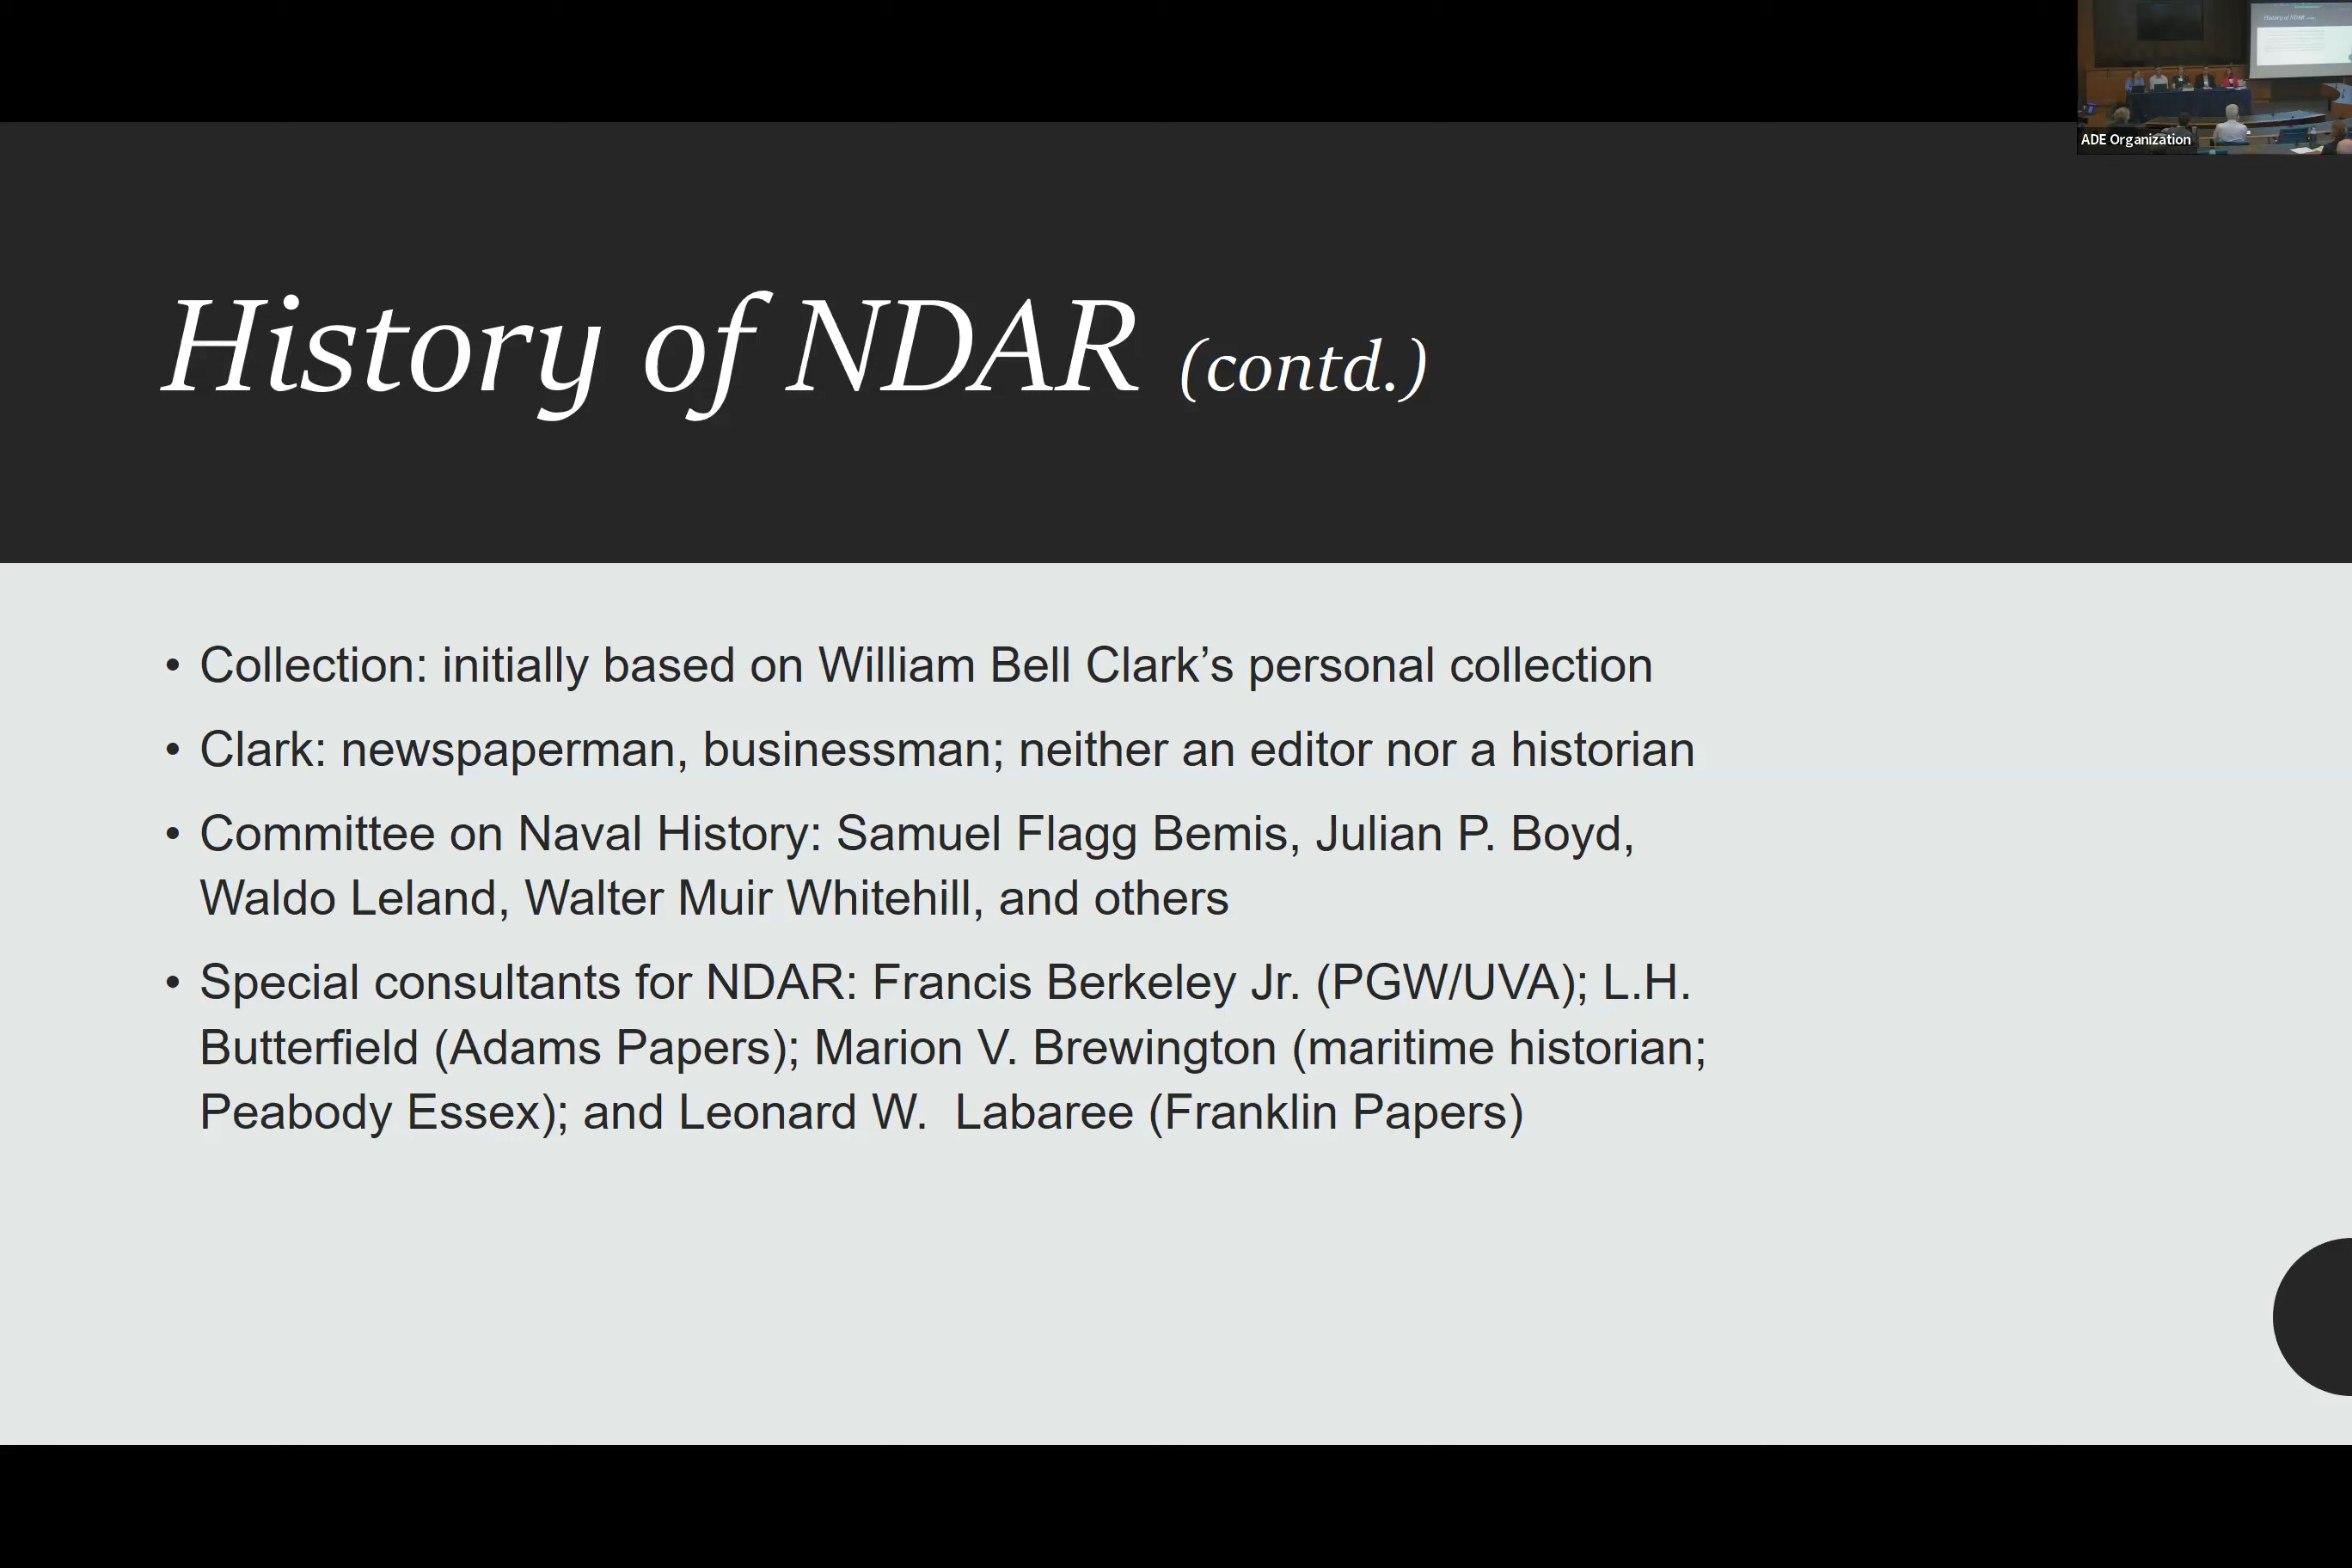 ADE Organization
History of NDAR (contd.)
• Collection: initially based on William Bell Clark’s personal collection
• Clark: newspaperman, businessman; neither an editor nor a historian
• Committee on Naval History: Samuel Flagg Bemis, Julian P. Boyd,
Waldo Leland, Walter Muir Whitehill, and others
• Special consultants for NDAR: Francis Berkeley Jr. (PGW/UVA); L.H.
Butterfield (Adams Papers); Marion V. Brewington (maritime historian;
Peabody Essex); and Leonard W.  Labaree (Franklin Papers)